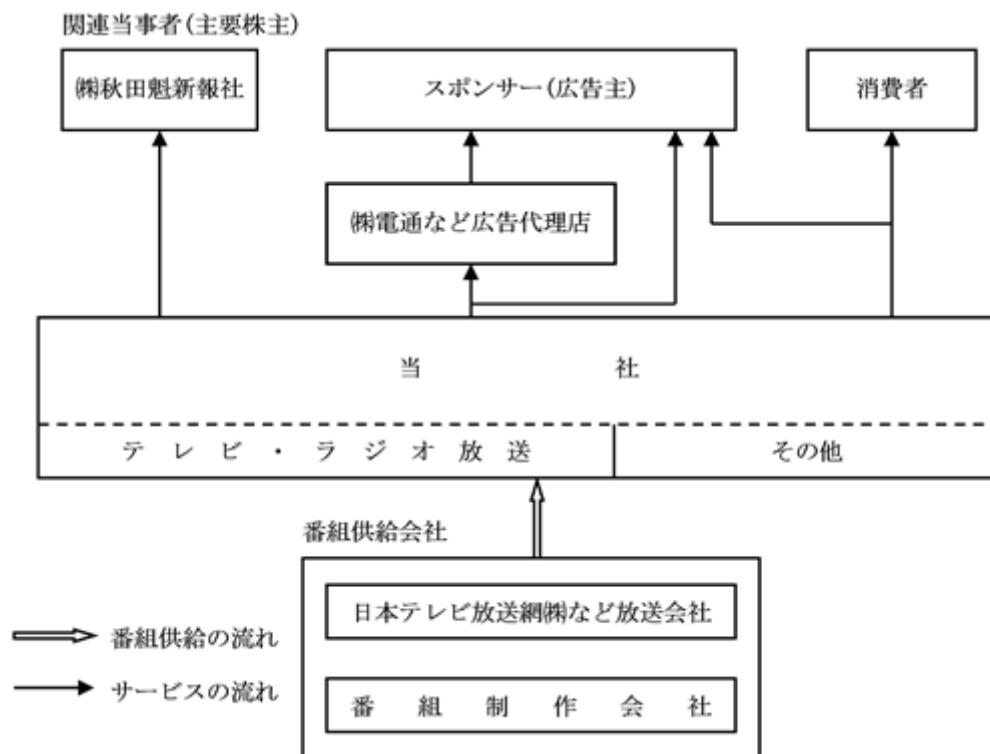 関連当事者(主要株主)
㈱秋田魁新報社
スポンサー(広告主)
消費者
㈱電通など広告代理店
当社
テレビ・ラジオ放送
その他
番組供給会社
日本テレビ放送網㈱など放送会社
番組制作会社
番組供給の流れ
サービスの流れ